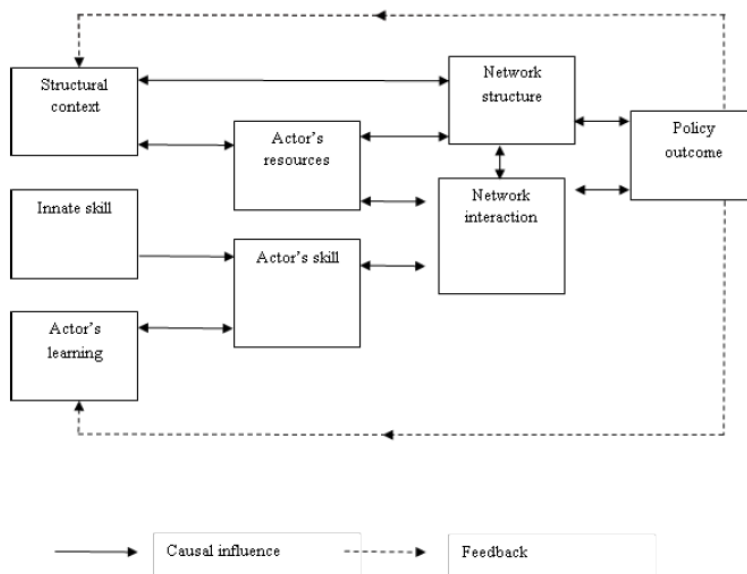 Structural
context
Network
structure
Policy
outcome
Actor's
resources
Innate skill
Network
interaction
Actor's skill
Actor's
learning
Causal influence
Feedback